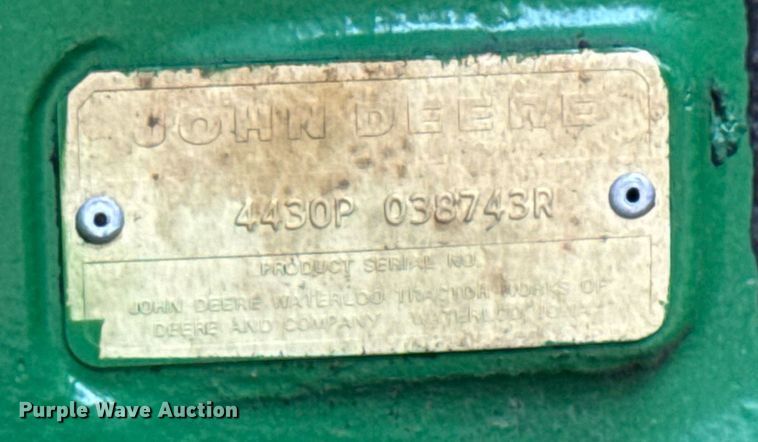 JOHN DEERE
4430P 038743R
PRODUCT SERIAL NO.
JOHN DEERE WATERLOO TRACTOR WORKS OF
DEERE AND COMPANY WATERLOO, IOWA
Purple Wave Auction